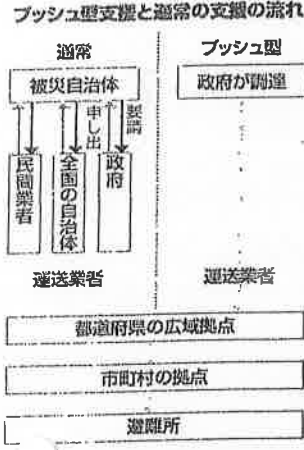 プッシュ型支援と通常の支援の流れ
通常
プッシュ型
被災自治体
政府が調達
申し出
要請
民間業者
全国の自治体
政府
運送業者
運送業者
都道府県の広域拠点
市町村の拠点
避難所